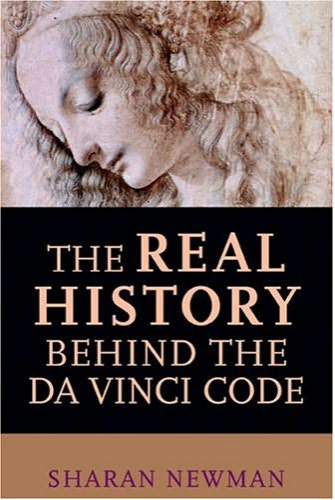 THE REAL
HISTORY
BEHIND THE
DA VINCI CODE
SHARAN NEWMAN